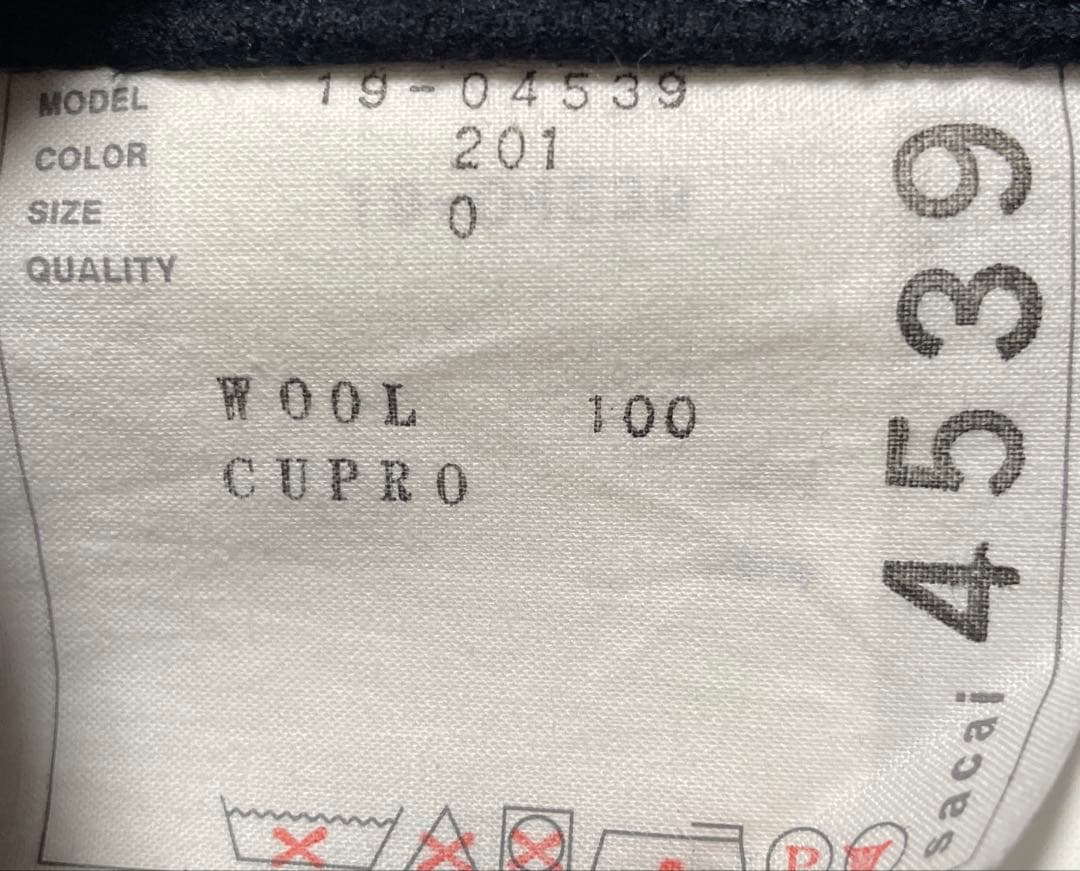 MODEL 19-04539
COLOR 201
SIZE 0
QUALITY
WOOL 100
CUPRO
sacai 4539
P